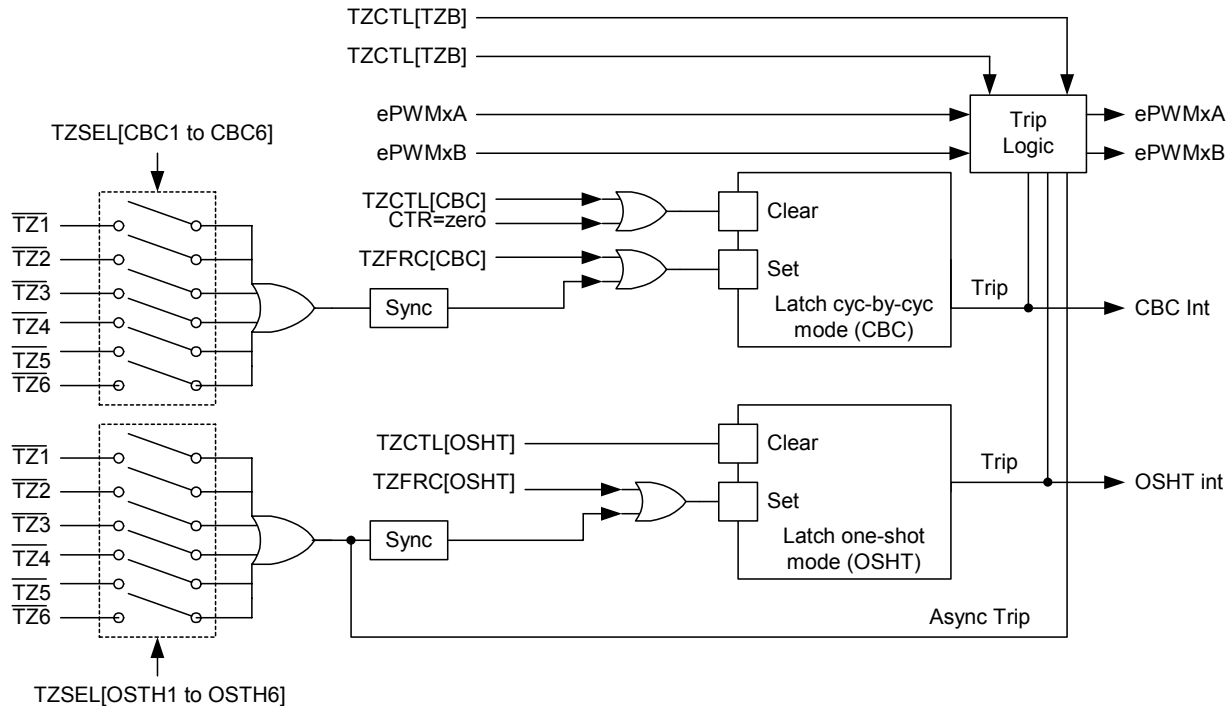 TZCTL[TZB]
TZCTL[TZB]
ePWMxA
ePWMxB
Trip
Logic
ePWMxA
ePWMxB
TZSEL[CBC1 to CBC6]
TZ1
TZ2
TZ3
TZ4
TZ5
TZ6
Sync
TZCTL[CBC]
CTR=zero
TZFRC[CBC]
Clear
Set
Latch cyc-by-cyc
mode (CBC)
Trip
CBC Int
TZ1
TZ2
TZ3
TZ4
TZ5
TZ6
Sync
TZCTL[OSHT]
TZFRC[OSHT]
Clear
Set
Latch one-shot
mode (OSHT)
Trip
OSHT int
Async Trip
TZSEL[OSTH1 to OSTH6]